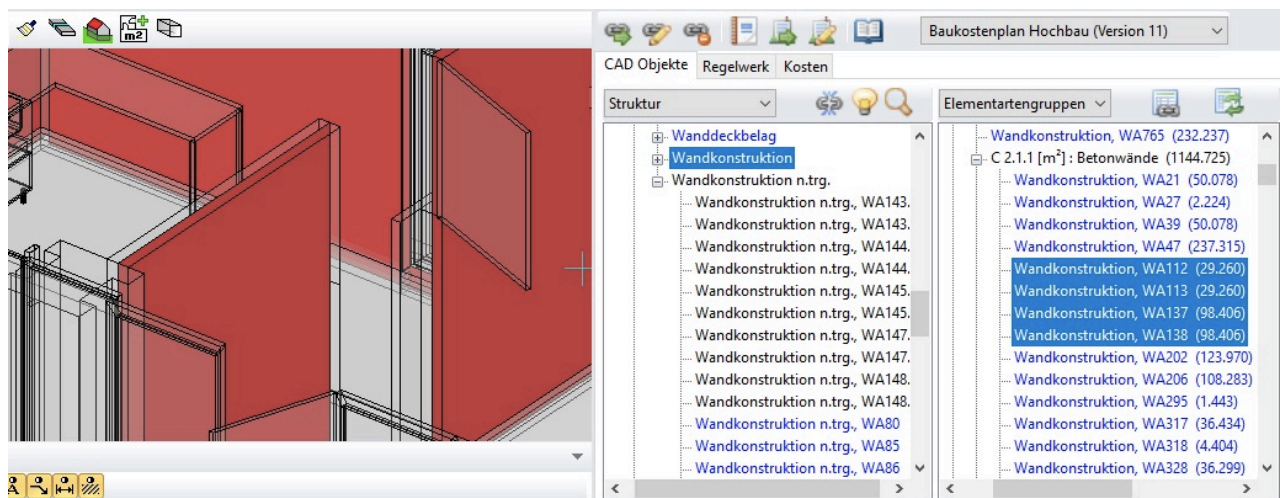 m2
Baukostenplan Hochbau (Version 11)
CAD Objekte
Regelwerk
Kosten
Struktur
Elementartengruppen
Wanddeckbelag
Wandkonstruktion
Wandkonstruktion n.trg.
Wandkonstruktion n.trg., WA143.
Wandkonstruktion n.trg., WA143.
Wandkonstruktion n.trg., WA144.
Wandkonstruktion n.trg., WA144.
Wandkonstruktion n.trg., WA145.
Wandkonstruktion n.trg., WA145.
Wandkonstruktion n.trg., WA147.
Wandkonstruktion n.trg., WA147.
Wandkonstruktion n.trg., WA148.
Wandkonstruktion n.trg., WA148.
Wandkonstruktion n.trg., WA80
Wandkonstruktion n.trg., WA85
Wandkonstruktion n.trg., WA86
Wandkonstruktion, WA765 (232.237)
C 2.1.1 [m²] : Betonwände (1144.725)
Wandkonstruktion, WA21 (50.078)
Wandkonstruktion, WA27 (2.224)
Wandkonstruktion, WA39 (50.078)
Wandkonstruktion, WA47 (237.315)
Wandkonstruktion, WA112 (29.260)
Wandkonstruktion, WA113 (29.260)
Wandkonstruktion, WA137 (98.406)
Wandkonstruktion, WA138 (98.406)
Wandkonstruktion, WA202 (123.970)
Wandkonstruktion, WA206 (108.283)
Wandkonstruktion, WA295 (1.443)
Wandkonstruktion, WA317 (36.434)
Wandkonstruktion, WA318 (4.404)
Wandkonstruktion, WA328 (36.299)
A